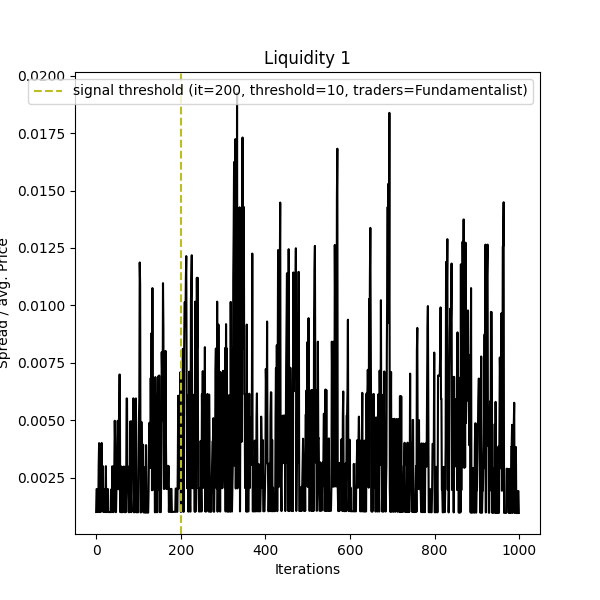 Liquidity 1
signal threshold (it=200, threshold=10, traders=Fundamentalist)
0.0200
0.0175
0.0150
0.0125
0.0100
0.0075
0.0050
0.0025
Spread / avg. Price
0 200 400 600 800 1000
Iterations